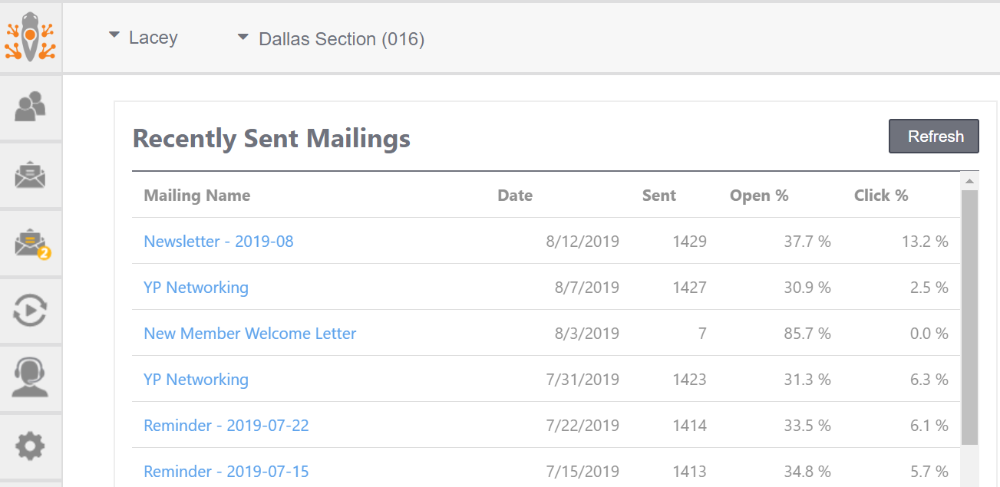 Lacey Dallas Section (016)
Recently Sent Mailings Refresh
Mailing Name Date Sent Open % Click %
Newsletter - 2019-08 8/12/2019 1429 37.7 % 13.2 %
YP Networking 8/7/2019 1427 30.9 % 2.5 %
2
New Member Welcome Letter 8/3/2019 7 85.7 % 0.0 %
YP Networking 7/31/2019 1423 31.3 % 6.3 %
Reminder - 2019-07-22 7/22/2019 1414 33.5 % 6.1 %
Reminder - 2019-07-15 7/15/2019 1413 34.8 % 5.7 %